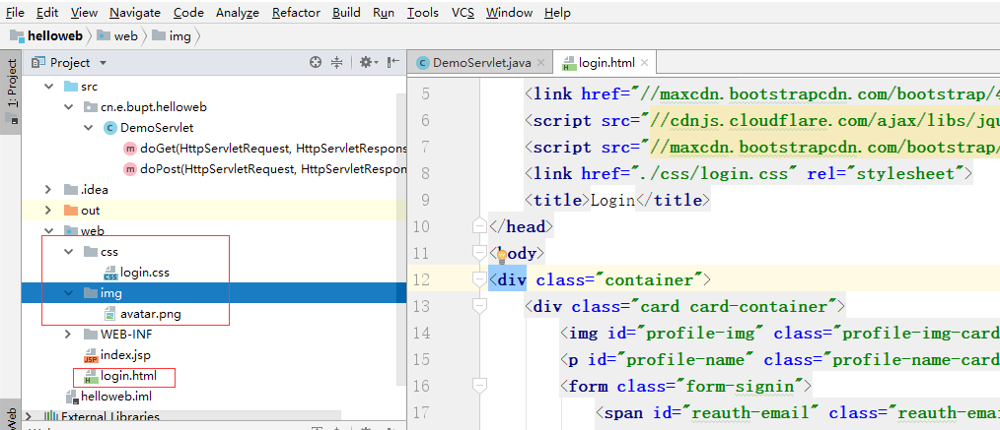 File Edit View Navigate Code Analyze Refactor Build Run Tools VCS Window Help
helloweb web img
1: Project
Project
DemoServlet.java login.html
src
cn.e.bupt.helloweb
DemoServlet
doGet(HttpServletRequest, HttpServletRespons
doPost(HttpServletRequest, HttpServletRespon
.idea
out
web
css
login.css
img
avatar.png
WEB-INF
index.jsp
login.html
helloweb.iml
External Libraries
5 <link href="//maxcdn.bootstrapcdn.com/bootstrap/4
6 <script src="//cdnjs.cloudflare.com/ajax/libs/jqu
7 <script src="//maxcdn.bootstrapcdn.com/bootstrap/
8 <link href="./css/login.css" rel="stylesheet">
9 <title>Login</title>
10 </head>
11 <body>
12 <div class="container">
13 <div class="card card-container">
14 <img id="profile-img" class="profile-img-card
15 <p id="profile-name" class="profile-name-card
16 <form class="form-signin">
17 <span id="reauth-email" class="reauth-emai